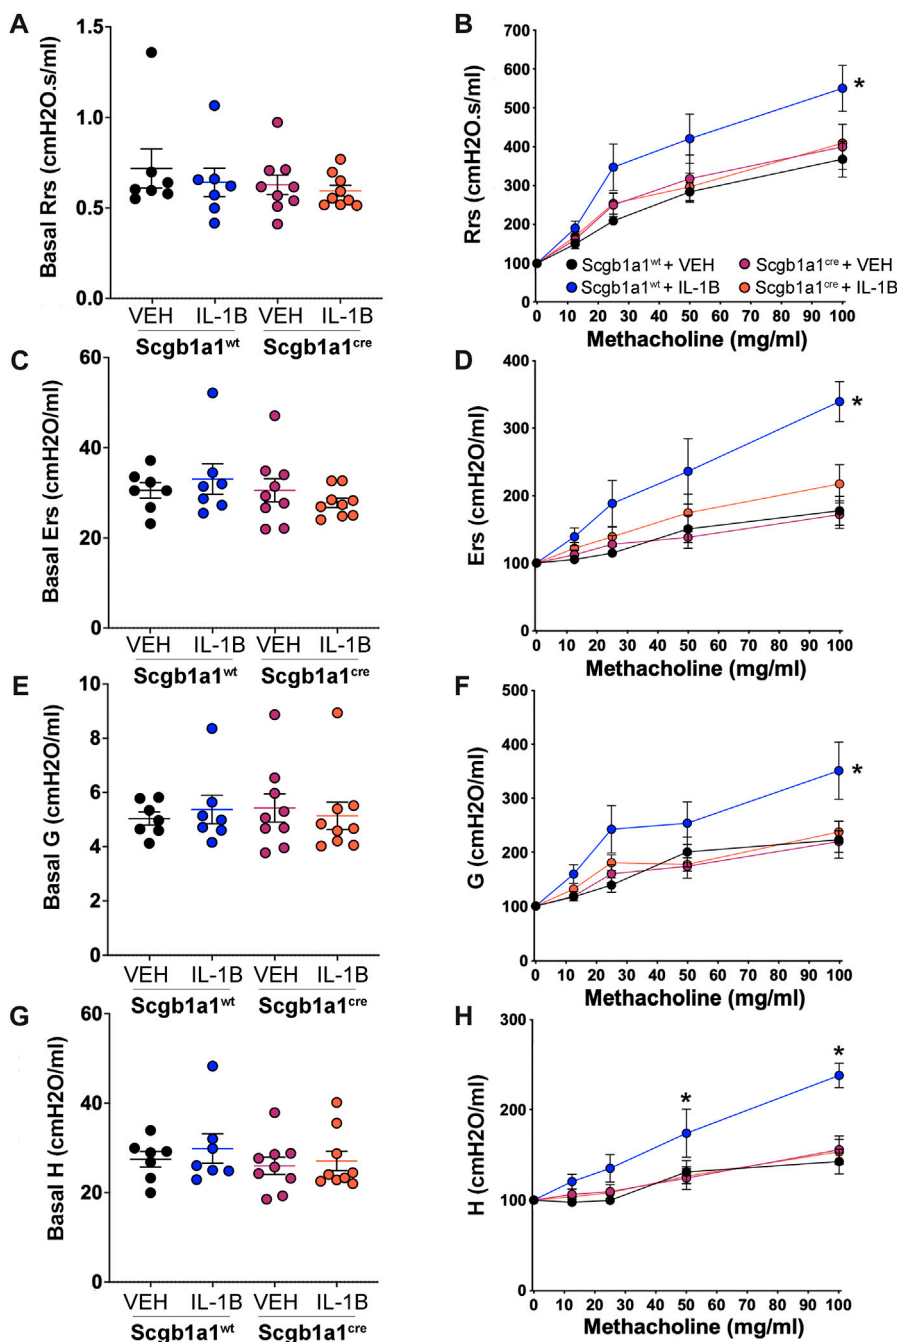 A
Basal Rrs (cmH2O.s/ml)
1.5
1.0
0.5
0.0
VEH IL-1B VEH IL-1B
Scgb1a1wt Scgb1a1cre
B
Rrs (cmH2O.s/ml)
700
600
500
400
300
200
100
0
Scgb1a1wt + VEH Scgb1a1cre + VEH
Scgb1a1wt + IL-1B Scgb1a1cre + IL-1B
*
0 10 20 30 40 50 60 70 80 90 100
Methacholine (mg/ml)
C
Basal Ers (cmH2O/ml)
60
40
20
0
VEH IL-1B VEH IL-1B
Scgb1a1wt Scgb1a1cre
D
Ers (cmH2O/ml)
400
300
200
100
0
*
0 10 20 30 40 50 60 70 80 90 100
Methacholine (mg/ml)
E
Basal G (cmH2O/ml)
10
8
6
4
2
0
VEH IL-1B VEH IL-1B
Scgb1a1wt Scgb1a1cre
F
G (cmH2O/ml)
500
400
300
200
100
0
*
0 10 20 30 40 50 60 70 80 90 100
Methacholine (mg/ml)
G
Basal H (cmH2O/ml)
60
40
20
0
VEH IL-1B VEH IL-1B
Scgb1a1wt Scgb1a1cre
H
H (cmH2O/ml)
300
200
100
0
* *
0 10 20 30 40 50 60 70 80 90 100
Methacholine (mg/ml)